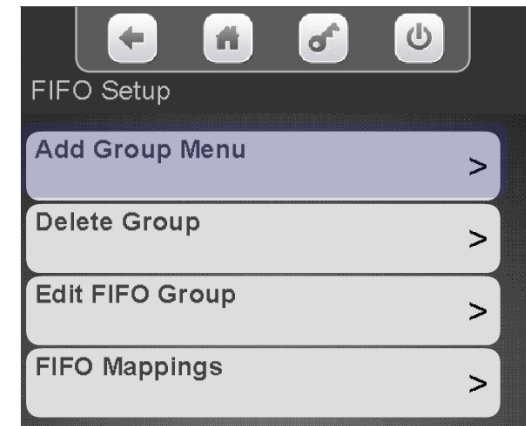 FIFO Setup
Add Group Menu >
Delete Group >
Edit FIFO Group >
FIFO Mappings >